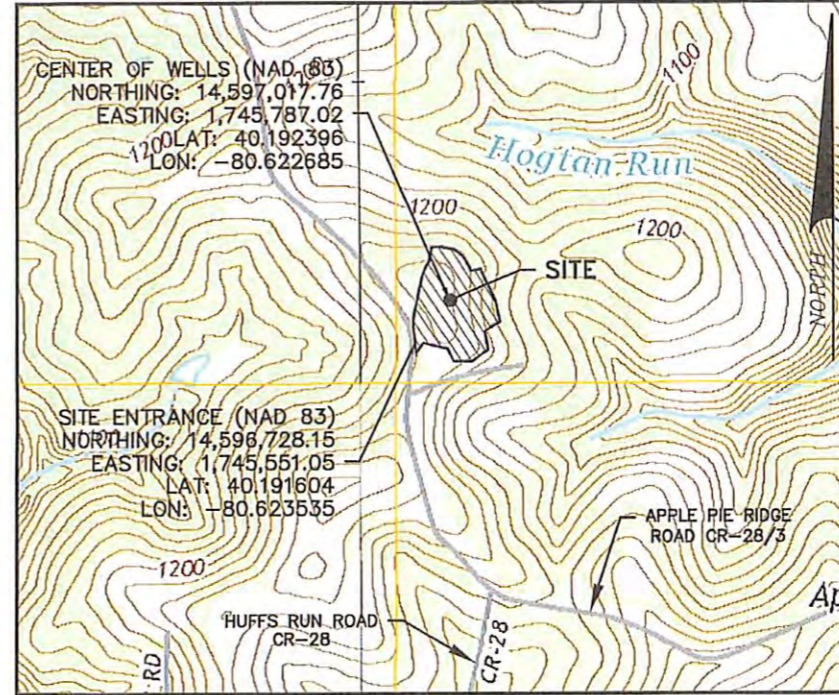 CENTER OF WELLS (NAD 83)
NORTHING: 14,597,017.76
EASTING: 1,745,787.02
LAT: 40.192396
LON: -80.622685
1200
1100
Hogtan Run
1200
1200
SITE
NORTH
SITE ENTRANCE (NAD 83)
NORTHING: 14,596,728.15
EASTING: 1,745,551.05
LAT: 40.191604
LON: -80.623535
1200
APPLE PIE RIDGE
ROAD CR-28/3
Ap
HUFFS RUN ROAD
CR-28
CR-28
RD